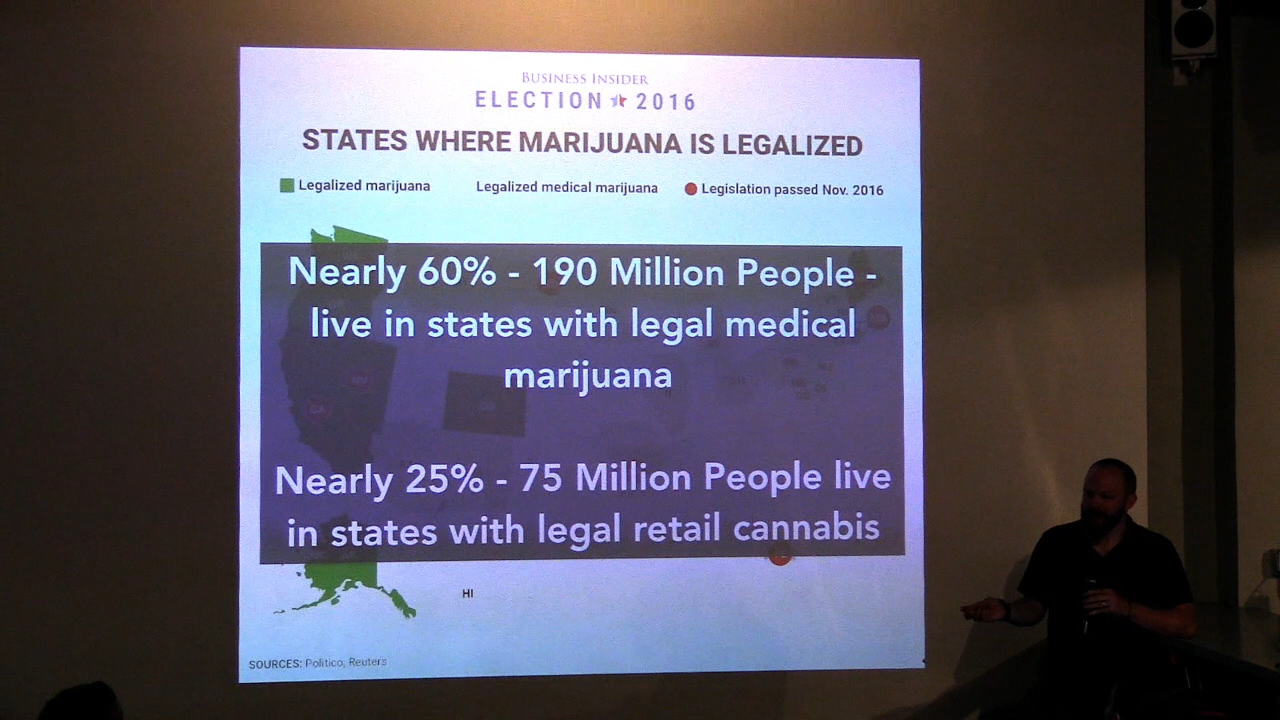 BUSINESS INSIDER
ELECTION 2016
STATES WHERE MARIJUANA IS LEGALIZED
Legalized marijuana Legalized medical marijuana Legislation passed Nov. 2016
Nearly 60% - 190 Million People -
live in states with legal medical
marijuana
Nearly 25% - 75 Million People live
in states with legal retail cannabis
HI
SOURCES: Politico, Reuters